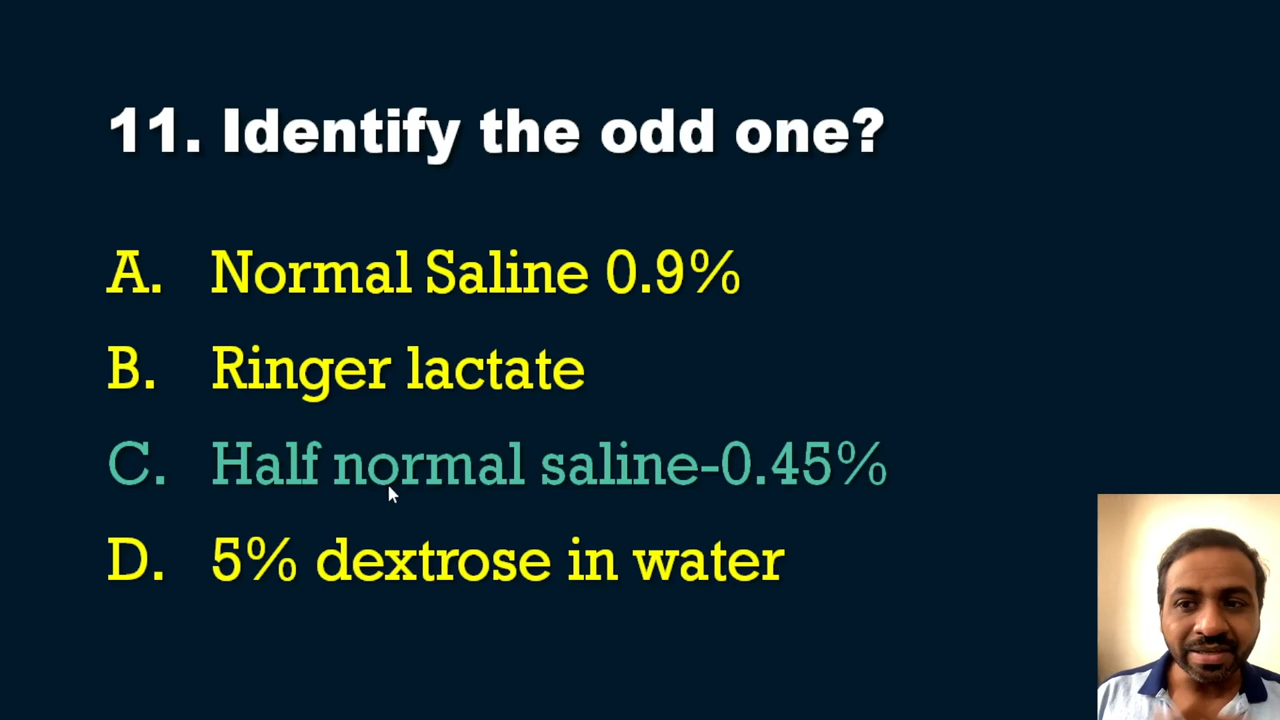 11. Identify the odd one?
A. Normal Saline 0.9%
B. Ringer lactate
C. Half normal saline-0.45%
D. 5% dextrose in water